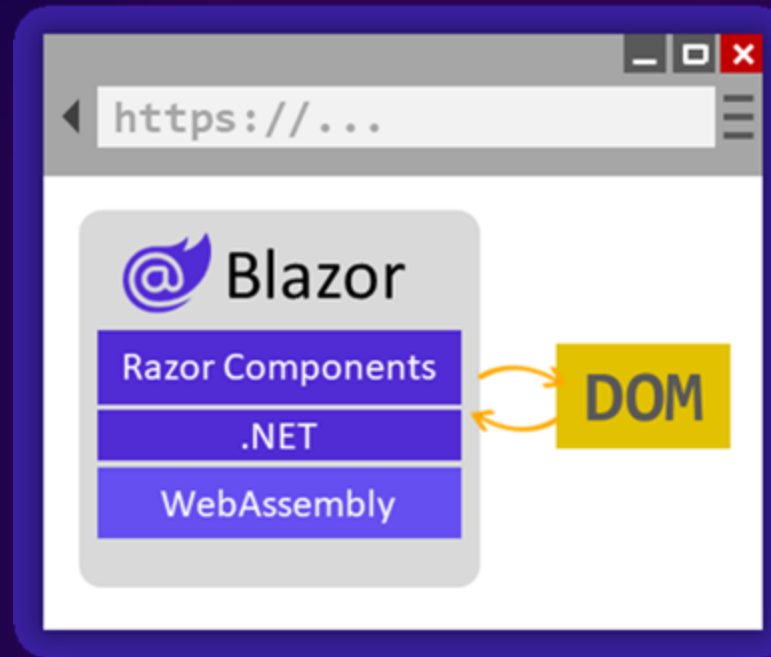 https://...
@ Blazor
Razor Components
.NET
WebAssembly
DOM